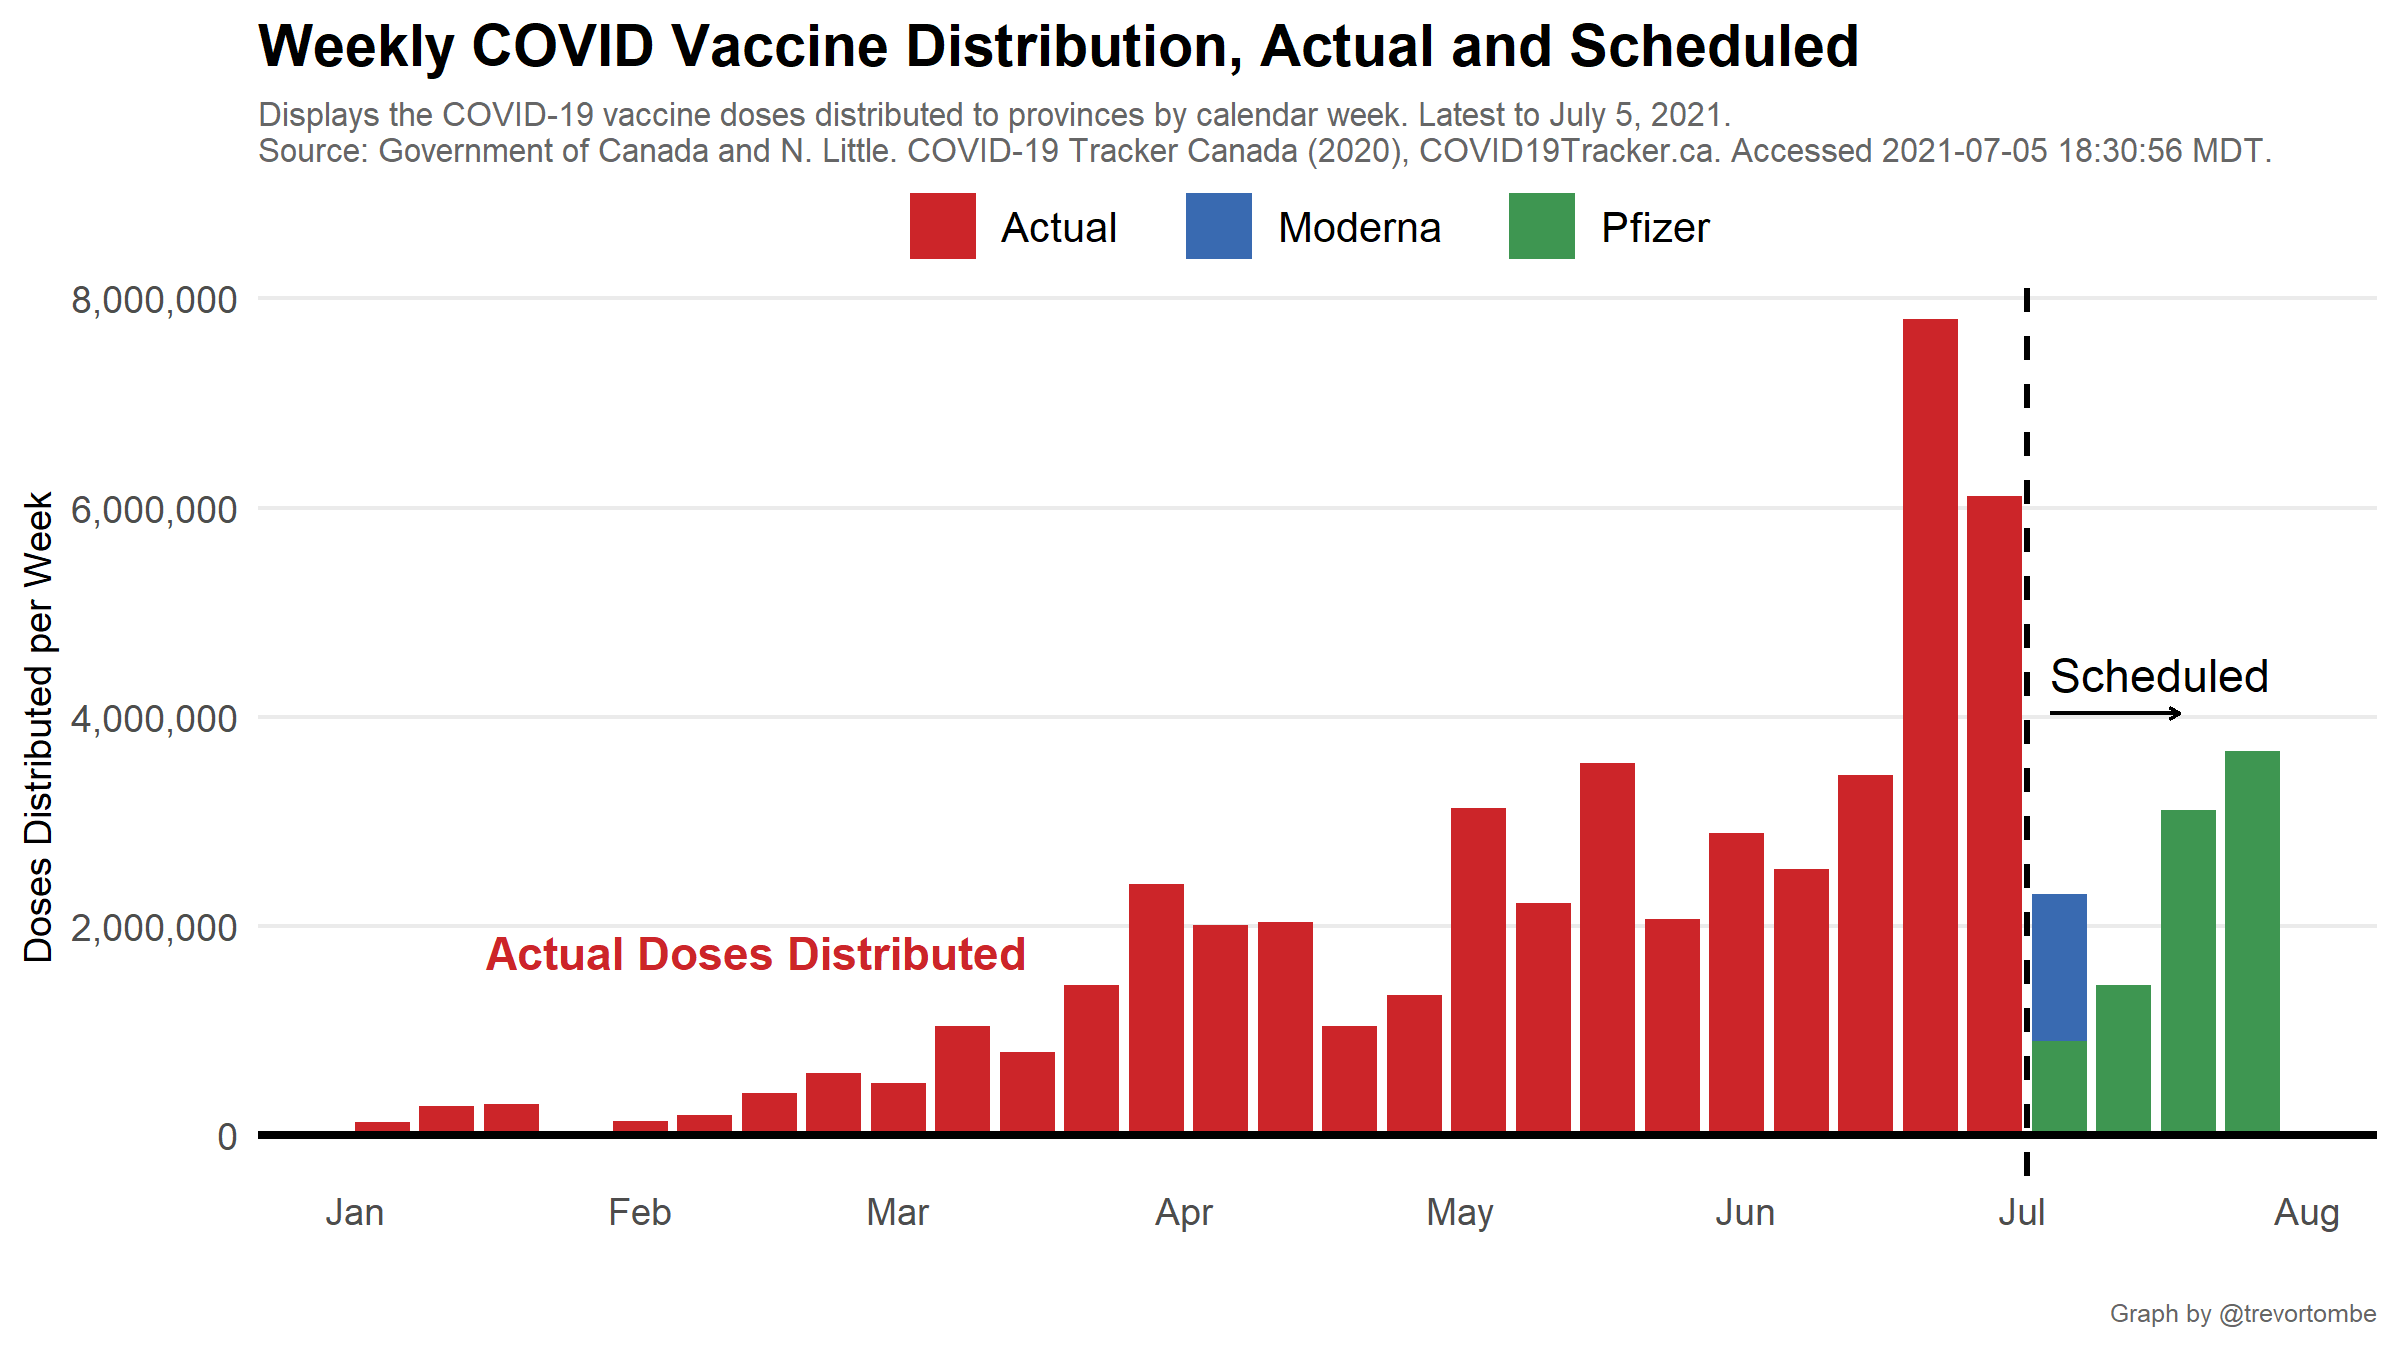 Weekly COVID Vaccine Distribution, Actual and Scheduled
Displays the COVID-19 vaccine doses distributed to provinces by calendar week. Latest to July 5, 2021.
Source: Government of Canada and N. Little. COVID-19 Tracker Canada (2020), COVID19Tracker.ca. Accessed 2021-07-05 18:30:56 MDT.
Actual
Moderna
Pfizer
Doses Distributed per Week
8,000,000
6,000,000
4,000,000
2,000,000
0
Scheduled
Actual Doses Distributed
Jan
Feb
Mar
Apr
May
Jun
Jul
Aug
Graph by @trevortombe